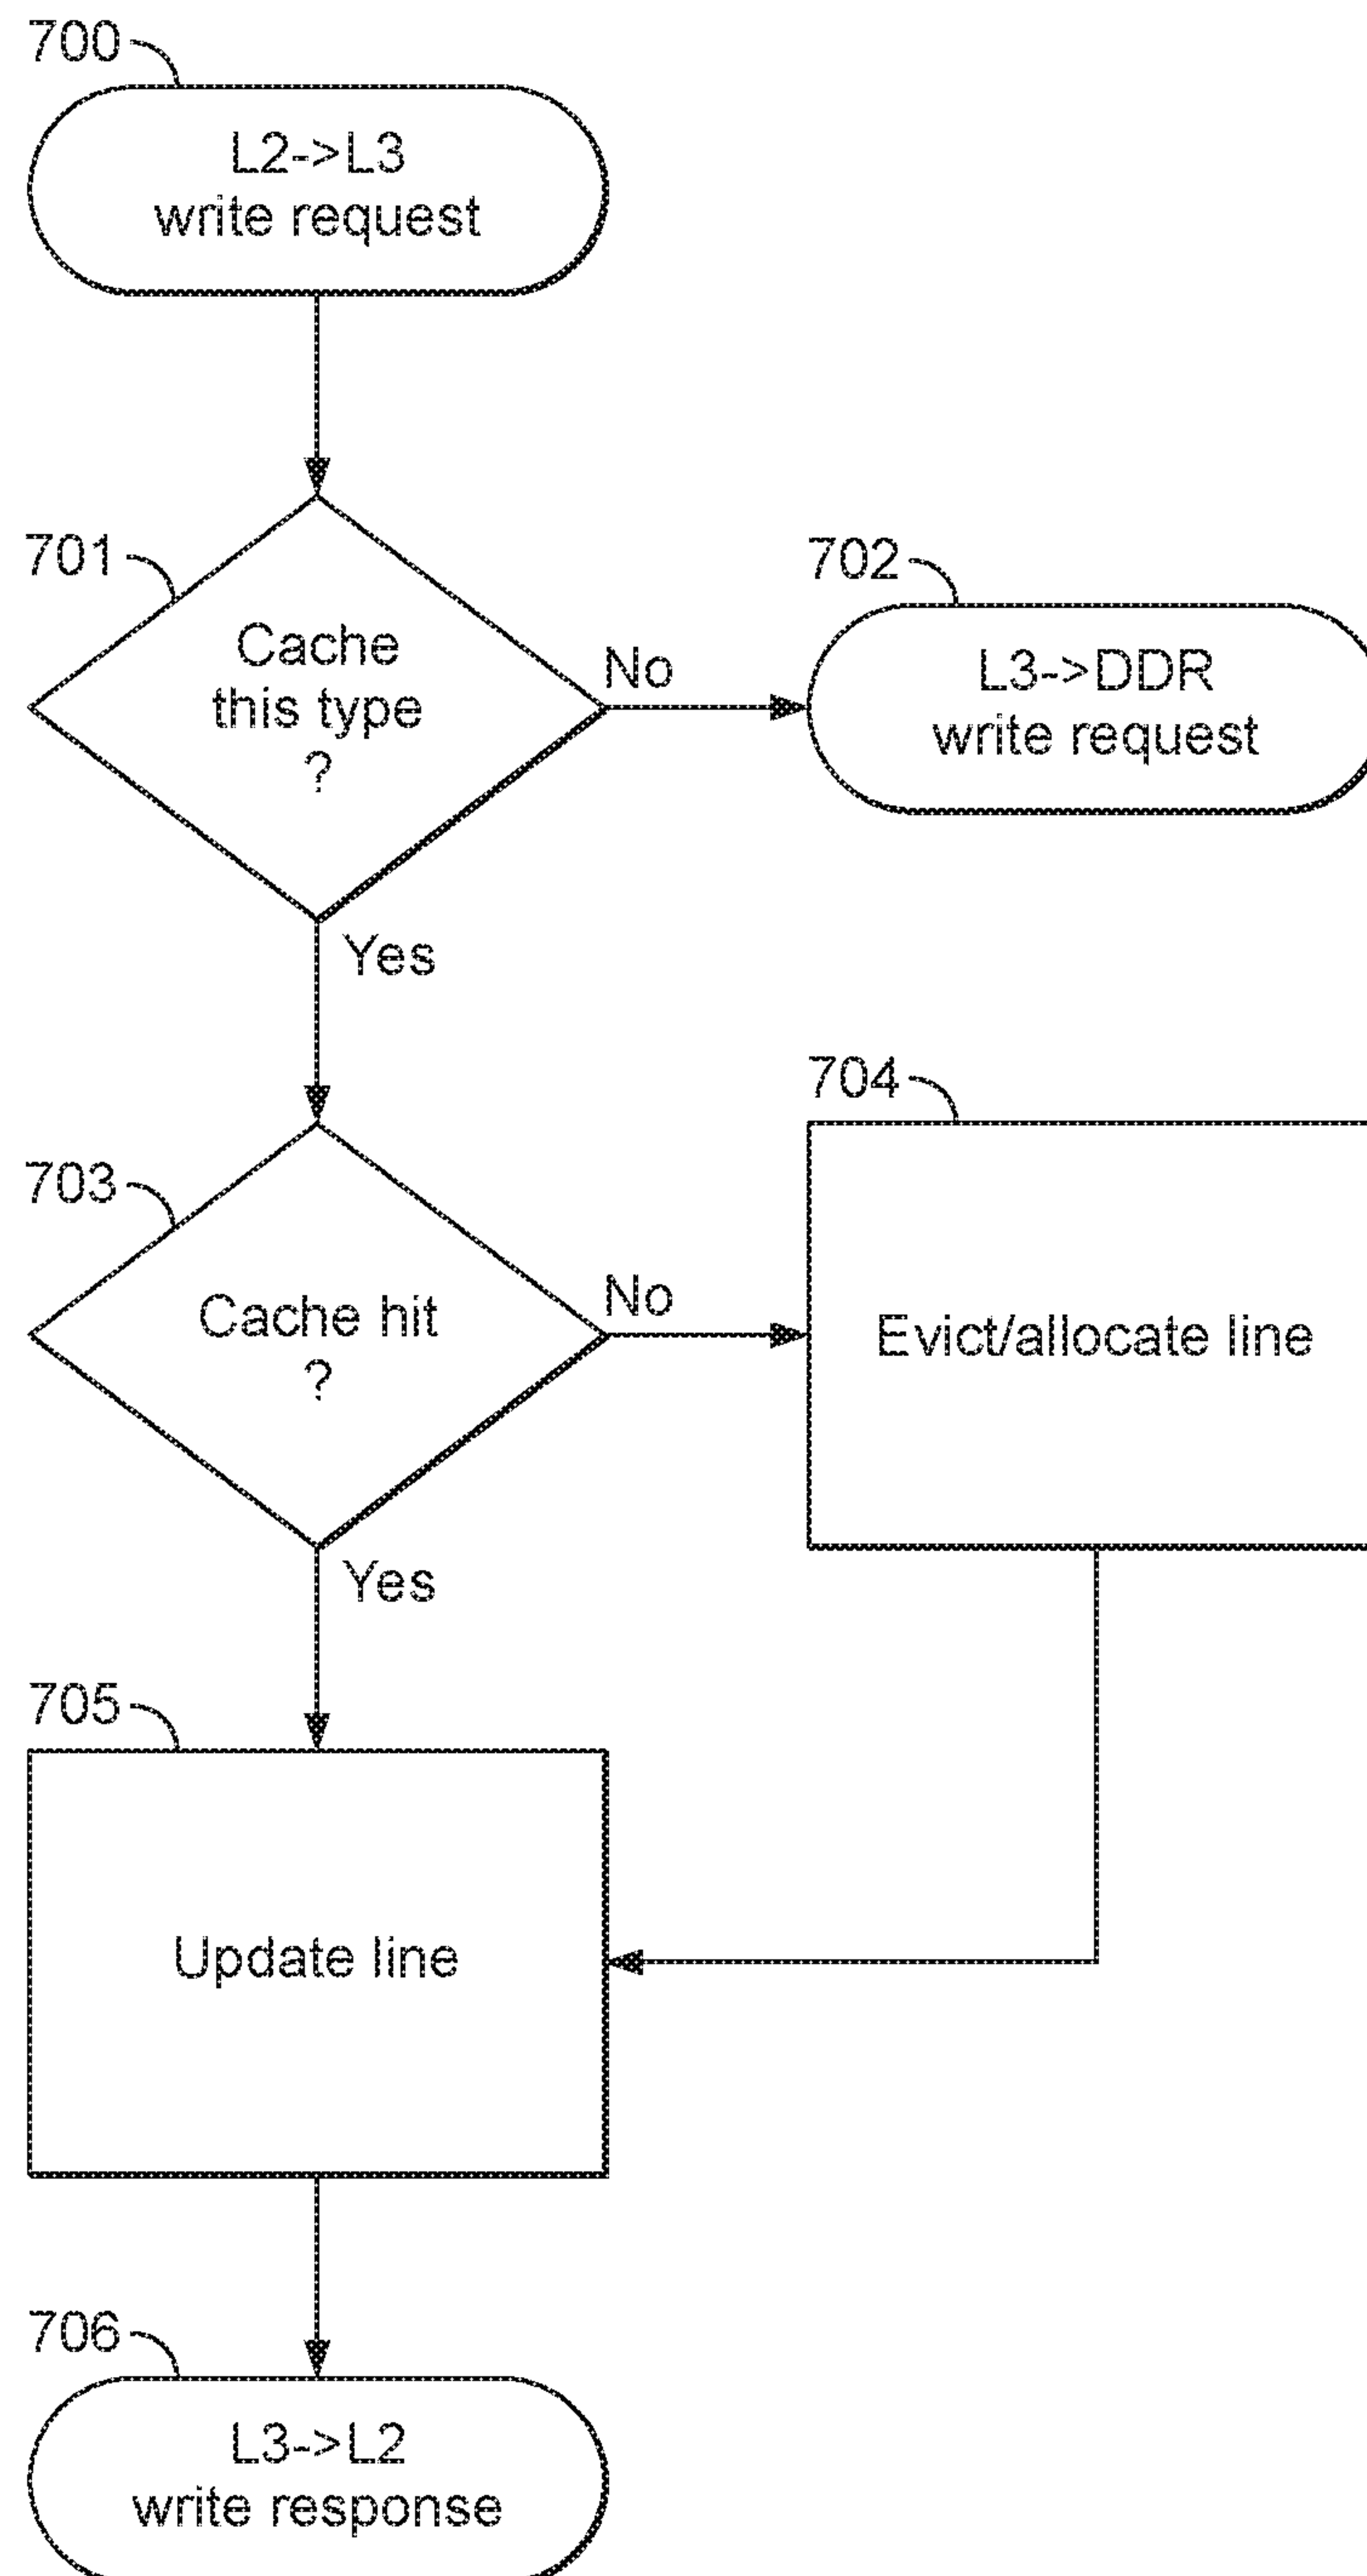 700
L2->L3
write request
701
Cache
this type
?
No
702
L3->DDR
write request
Yes
703
Cache hit
?
No
704
Evict/allocate line
Yes
705
Update line
706
L3->L2
write response